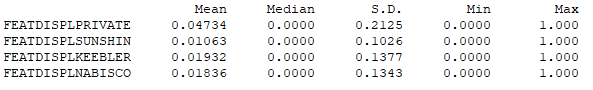 Mean Median S.D. Min Max
FEATDISPLPRIVATE 0.04734 0.0000 0.2125 0.0000 1.000
FEATDISPLSUNSHIN 0.01063 0.0000 0.1026 0.0000 1.000
FEATDISPLKEEBLER 0.01932 0.0000 0.1377 0.0000 1.000
FEATDISPLNABISCO 0.01836 0.0000 0.1343 0.0000 1.000